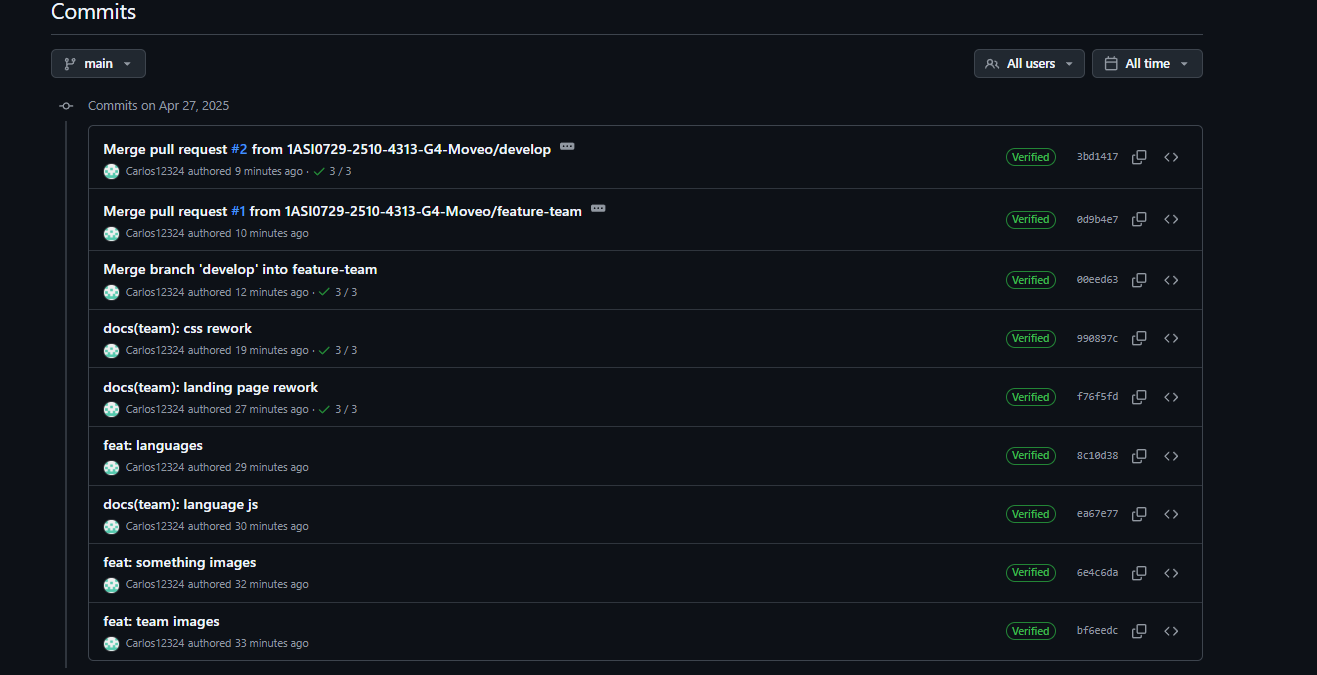 Commits
main
All users
All time
Commits on Apr 27, 2025
Merge pull request #2 from 1ASI0729-2510-4313-G4-Moveo/develop
Carlos12324 authored 9 minutes ago · 3 / 3
Verified
3bd1417
Merge pull request #1 from 1ASI0729-2510-4313-G4-Moveo/feature-team
Carlos12324 authored 10 minutes ago
Verified
0d9b4e7
Merge branch 'develop' into feature-team
Carlos12324 authored 12 minutes ago · 3 / 3
Verified
00eed63
docs(team): css rework
Carlos12324 authored 19 minutes ago · 3 / 3
Verified
990897c
docs(team): landing page rework
Carlos12324 authored 27 minutes ago · 3 / 3
Verified
f76f5fd
feat: languages
Carlos12324 authored 29 minutes ago
Verified
8c10d38
docs(team): language js
Carlos12324 authored 30 minutes ago
Verified
ea67e77
feat: something images
Carlos12324 authored 32 minutes ago
Verified
6e4c6da
feat: team images
Carlos12324 authored 33 minutes ago
Verified
bf6eedc